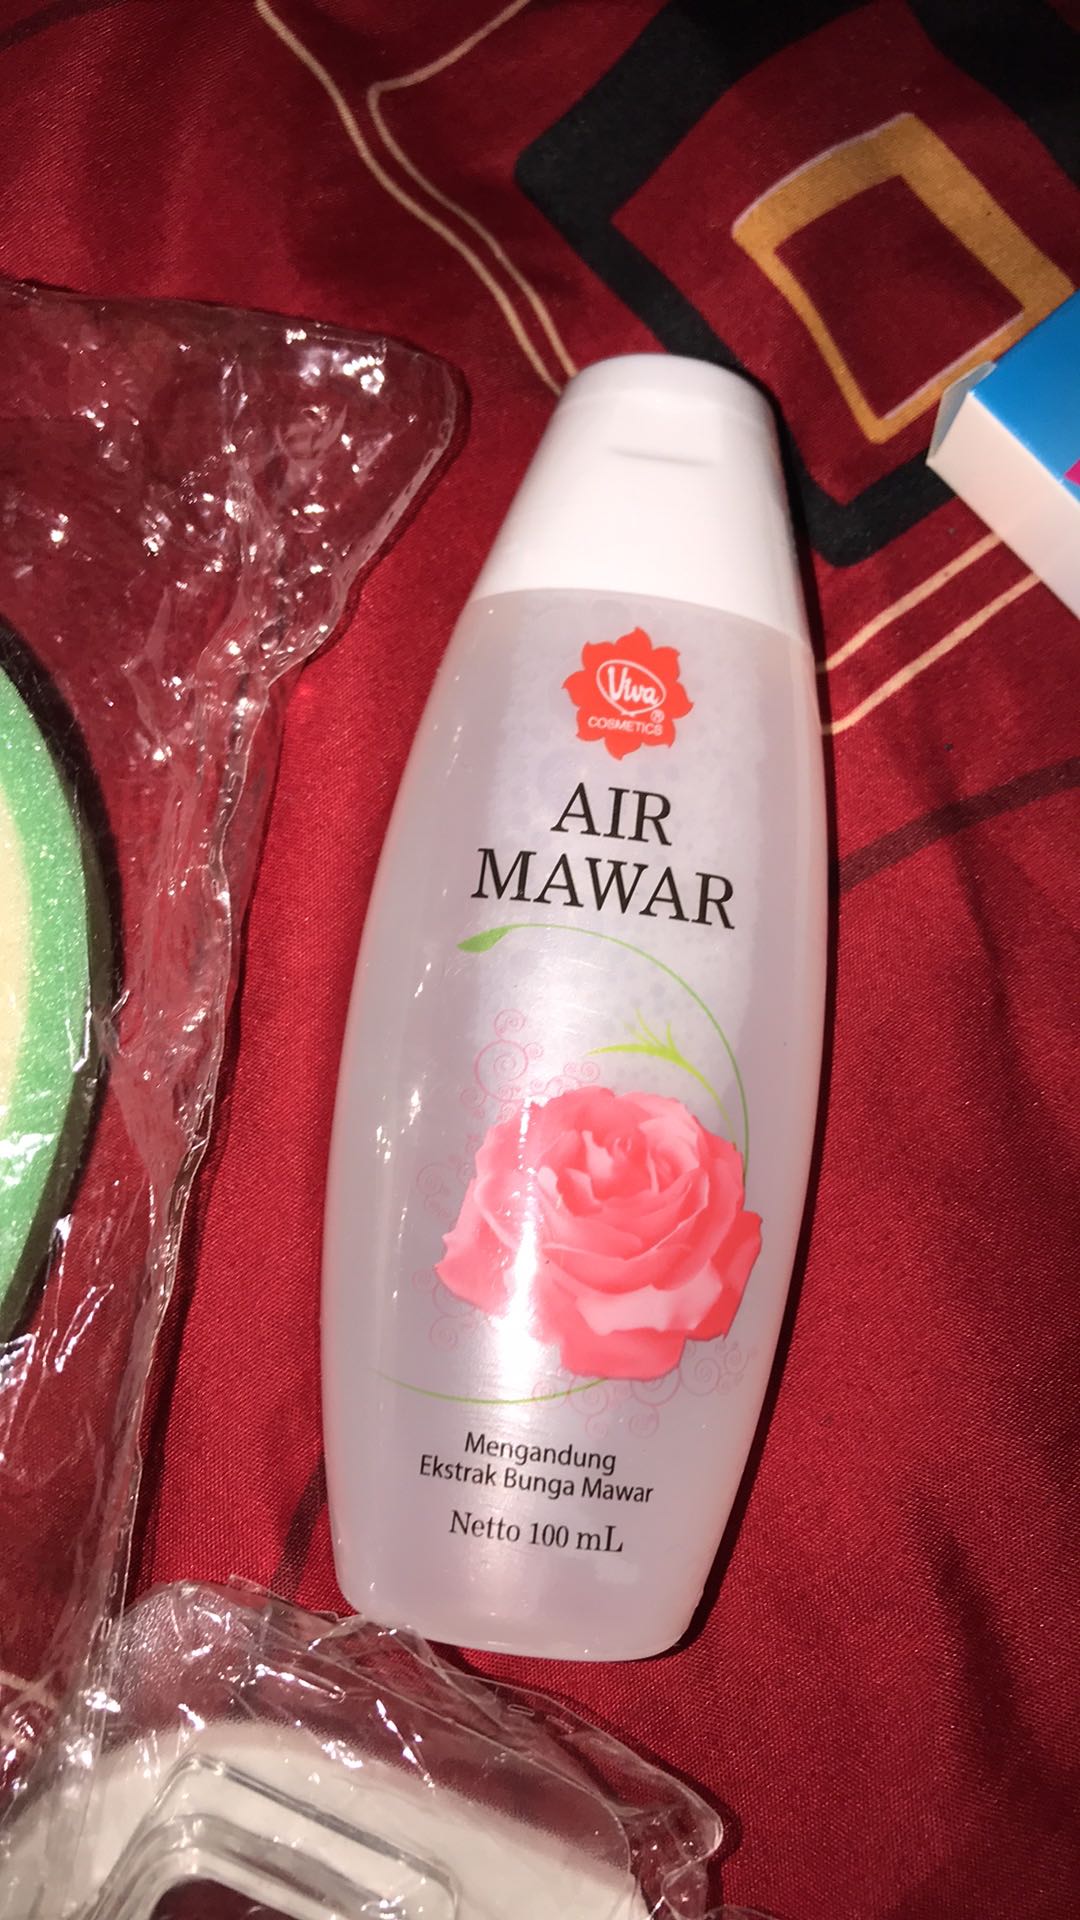 Viva®
COSMETICS
AIR
MAWAR
Mengandung
Ekstrak Bunga Mawar
Netto 100 mL